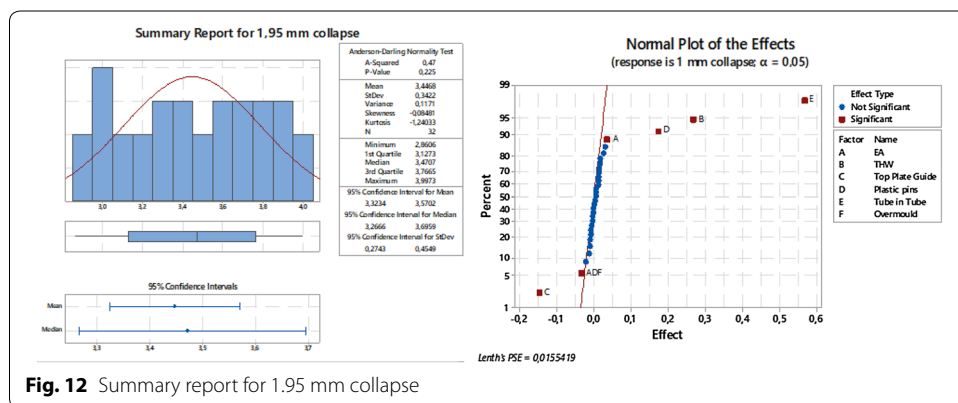 Summary Report for 1,95 mm collapse
Anderson-Darling Normality Test
A-Squared 0,47
P-Value 0,225
Mean 3,4468
StDev 0,3422
Variance 0,1171
Skewness -0,08481
Kurtosis -1,24033
N 32
Minimum 2,8606
1st Quartile 3,1273
Median 3,4707
3rd Quartile 3,7665
Maximum 3,9973
95% Confidence Interval for Mean
3,3234 3,5702
95% Confidence Interval for Median
3,2666 3,6959
95% Confidence Interval for StDev
0,2743 0,4549
3,0 3,2 3,4 3,6 3,8 4,0
95% Confidence Intervals
Mean
Median
3,3 3,4 3,5 3,6 3,7
Normal Plot of the Effects
(response is 1 mm collapse; α = 0,05)
Percent
99
95
90
80
70
60
50
40
30
20
10
5
1
E
B
D
A
ADF
C
-0,2 -0,1 0,0 0,1 0,2 0,3 0,4 0,5 0,6
Effect
Lenth's PSE = 0,0155419
Effect Type
Not Significant
Significant
Factor Name
A EA
B THW
C Top Plate Guide
D Plastic pins
E Tube in Tube
F Overmould
Fig. 12 Summary report for 1.95 mm collapse